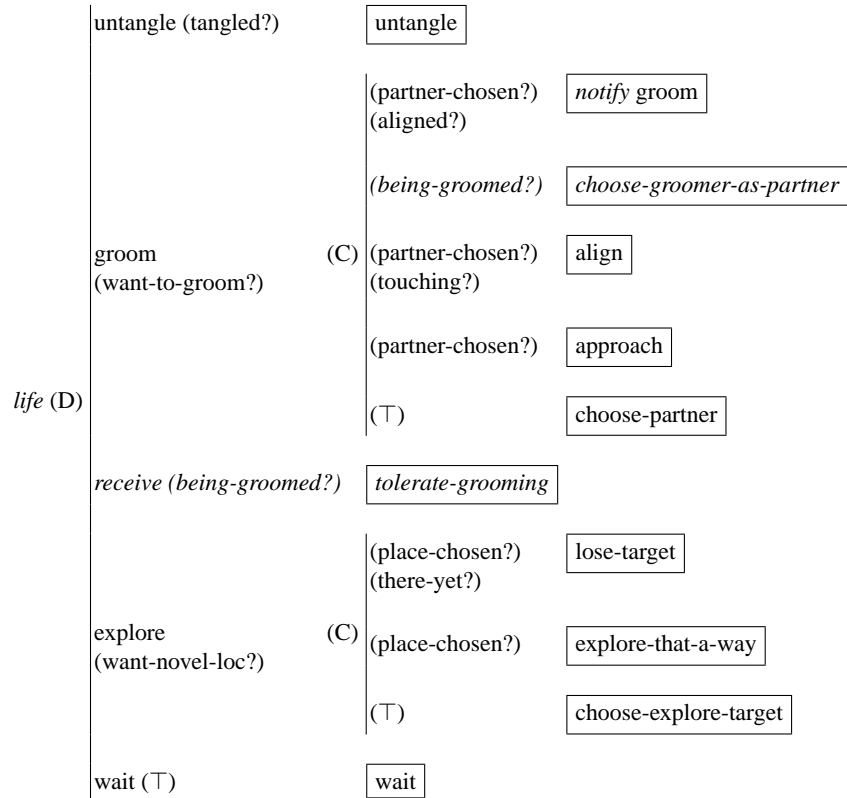 untangle (tangled?) untangle
(partner-chosen?) notify groom
(aligned?)
(being-groomed?) choose-groomer-as-partner
groom (C) (partner-chosen?) align
(want-to-groom?) (touching?)
(partner-chosen?) approach
life (D)
(⊤) choose-partner
receive (being-groomed?) tolerate-grooming
(place-chosen?) lose-target
(there-yet?)
explore (C) (place-chosen?) explore-that-a-way
(want-novel-loc?)
(⊤) choose-explore-target
wait (⊤) wait